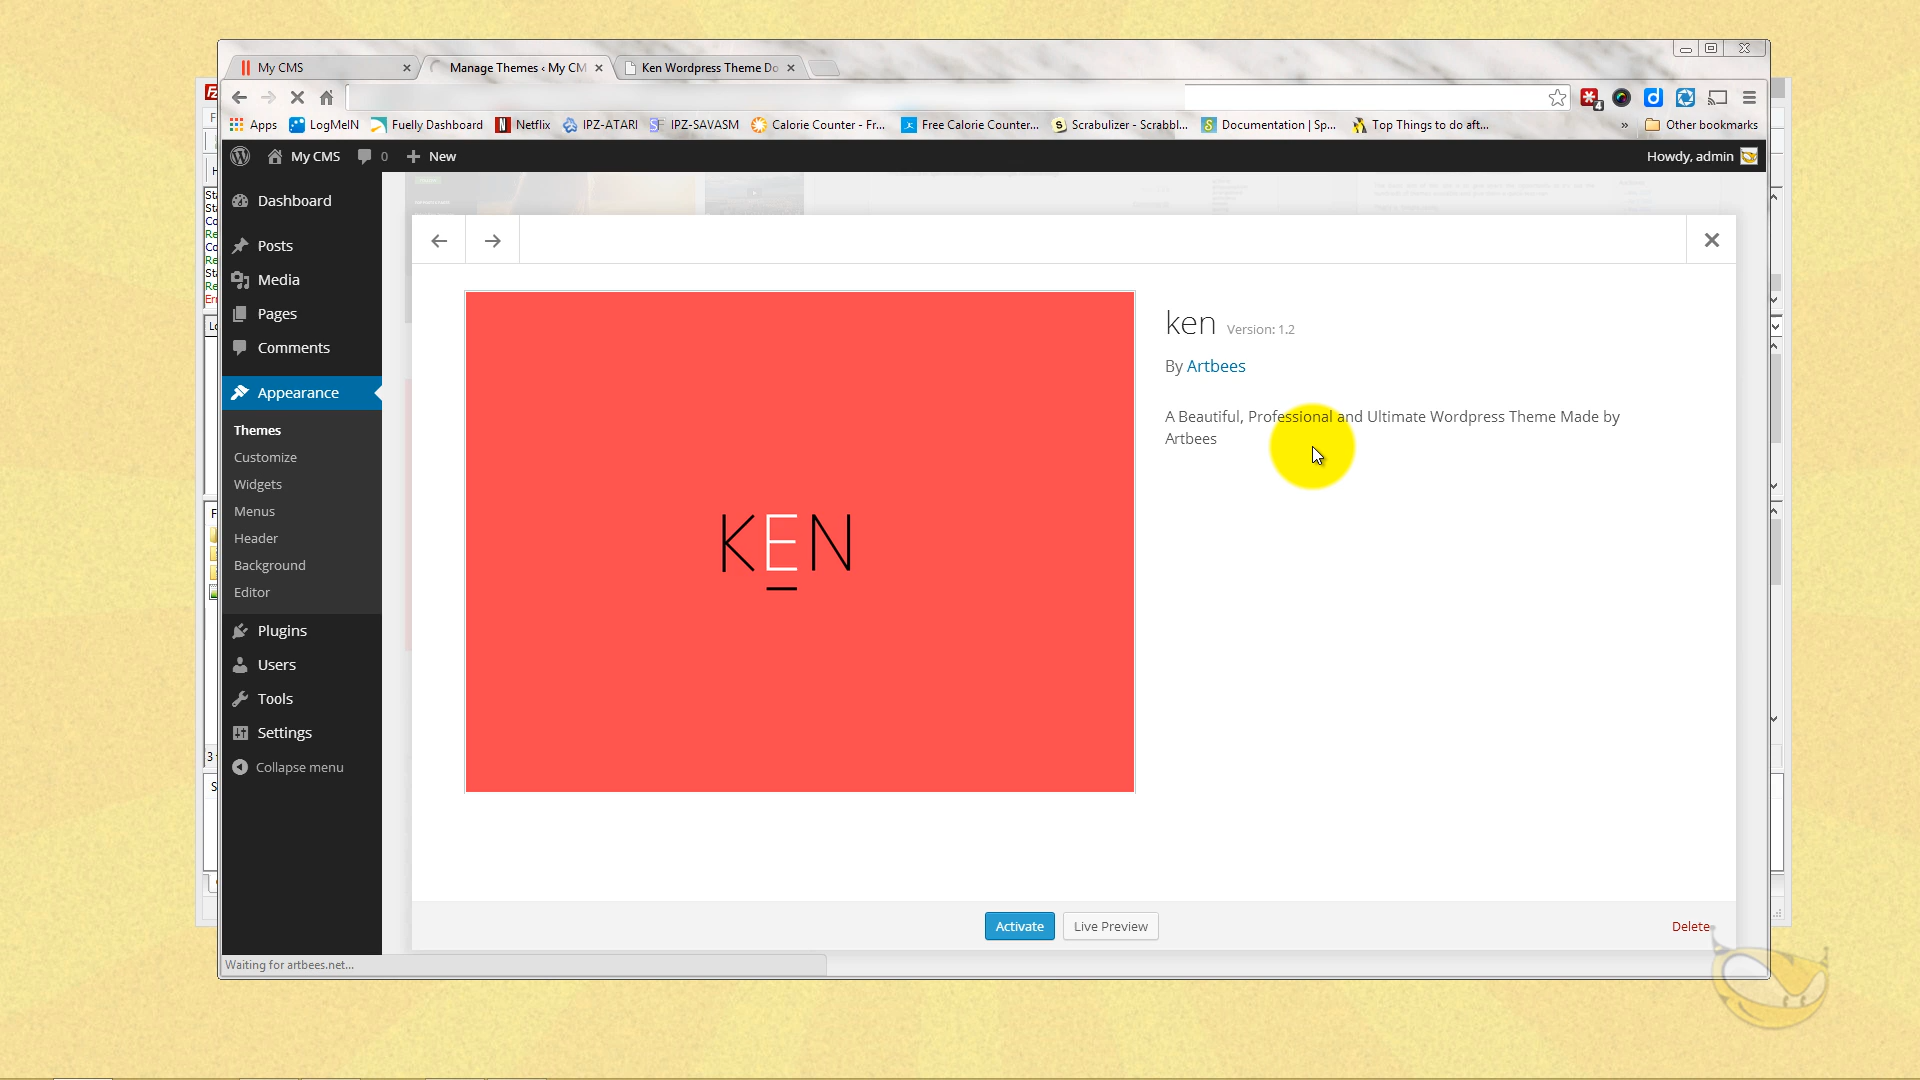 My CMS
Manage Themes ‹ My CM
Ken Wordpress Theme Do
Apps
LogMeIN
Fuelly Dashboard
Netflix
IPZ-ATARI
IPZ-SAVASM
Calorie Counter - Fr...
Free Calorie Counter...
Scrabulizer - Scrabbl...
Documentation | Sp...
Top Things to do aft...
»
Other bookmarks
My CMS
0
New
Howdy, admin
Dashboard
Posts
Media
Pages
Comments
Appearance
Themes
Customize
Widgets
Menus
Header
Background
Editor
Plugins
Users
Tools
Settings
Collapse menu
KEN
ken Version: 1.2
By Artbees
A Beautiful, Professional and Ultimate Wordpress Theme Made by
Artbees
Activate
Live Preview
Delete
Waiting for artbees.net...